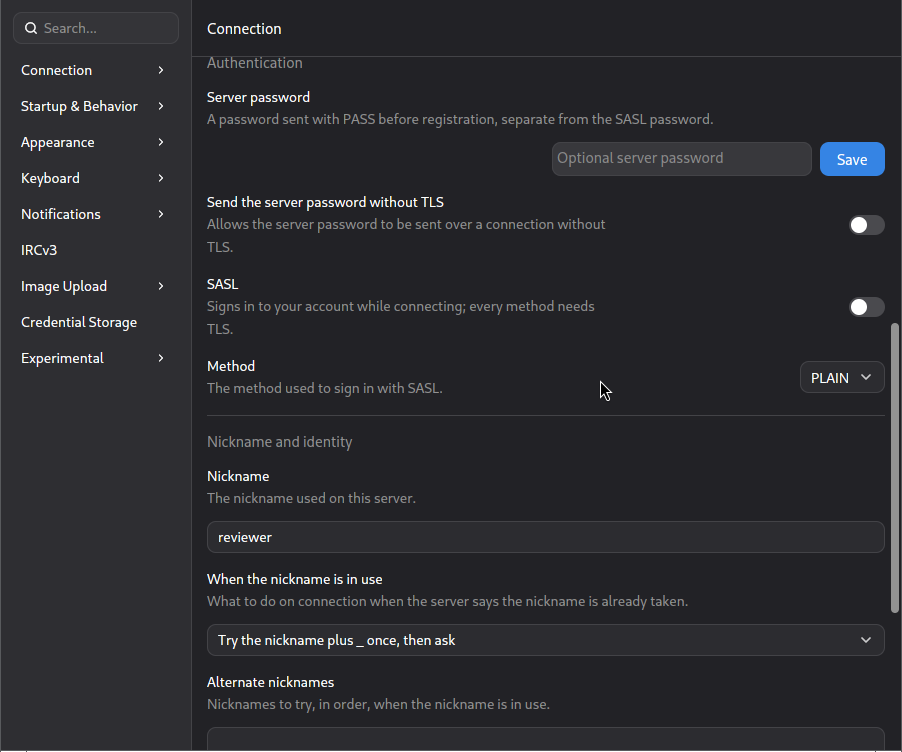 Search...
Connection
Startup & Behavior
Appearance
Keyboard
Notifications
IRCv3
Image Upload
Credential Storage
Experimental
Connection
Authentication
Server password
A password sent with PASS before registration, separate from the SASL password.
Optional server password
Save
Send the server password without TLS
Allows the server password to be sent over a connection without
TLS.
SASL
Signs in to your account while connecting; every method needs
TLS.
Method
The method used to sign in with SASL.
PLAIN
Nickname and identity
Nickname
The nickname used on this server.
reviewer
When the nickname is in use
What to do on connection when the server says the nickname is already taken.
Try the nickname plus _ once, then ask
Alternate nicknames
Nicknames to try, in order, when the nickname is in use.